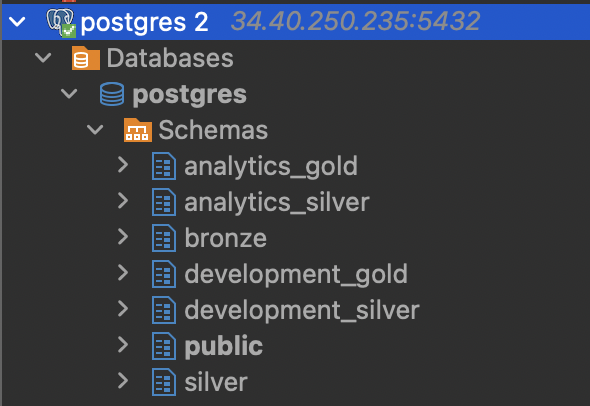 postgres 2 34.40.250.235:5432
Databases
postgres
Schemas
analytics_gold
analytics_silver
bronze
development_gold
development_silver
public
silver